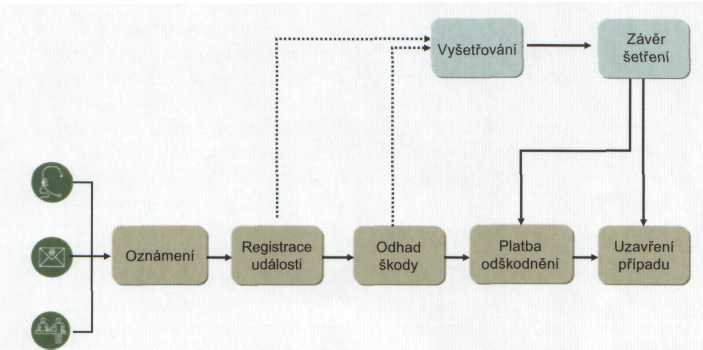 Vyšetřování
Závěr
šetření
Oznámení
Registrace
události
Odhad
škody
Platba
odškodnění
Uzavření
případu